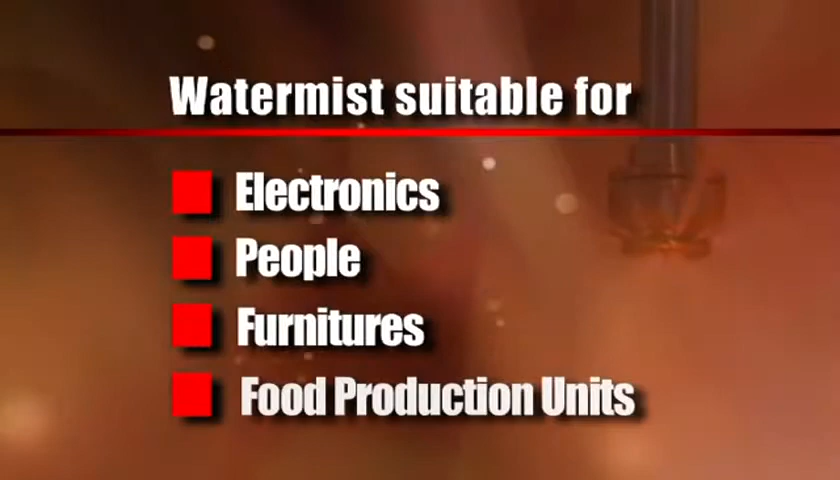 Watermist suitable for
Electronics
People
Furnitures
Food Production Units